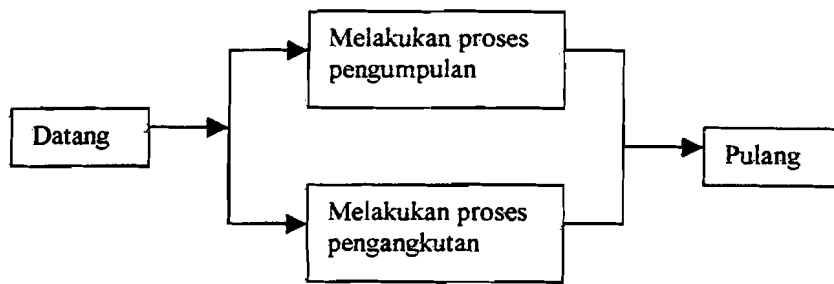 Datang
Melakukan proses
pengumpulan
Melakukan proses
pengangkutan
Pulang